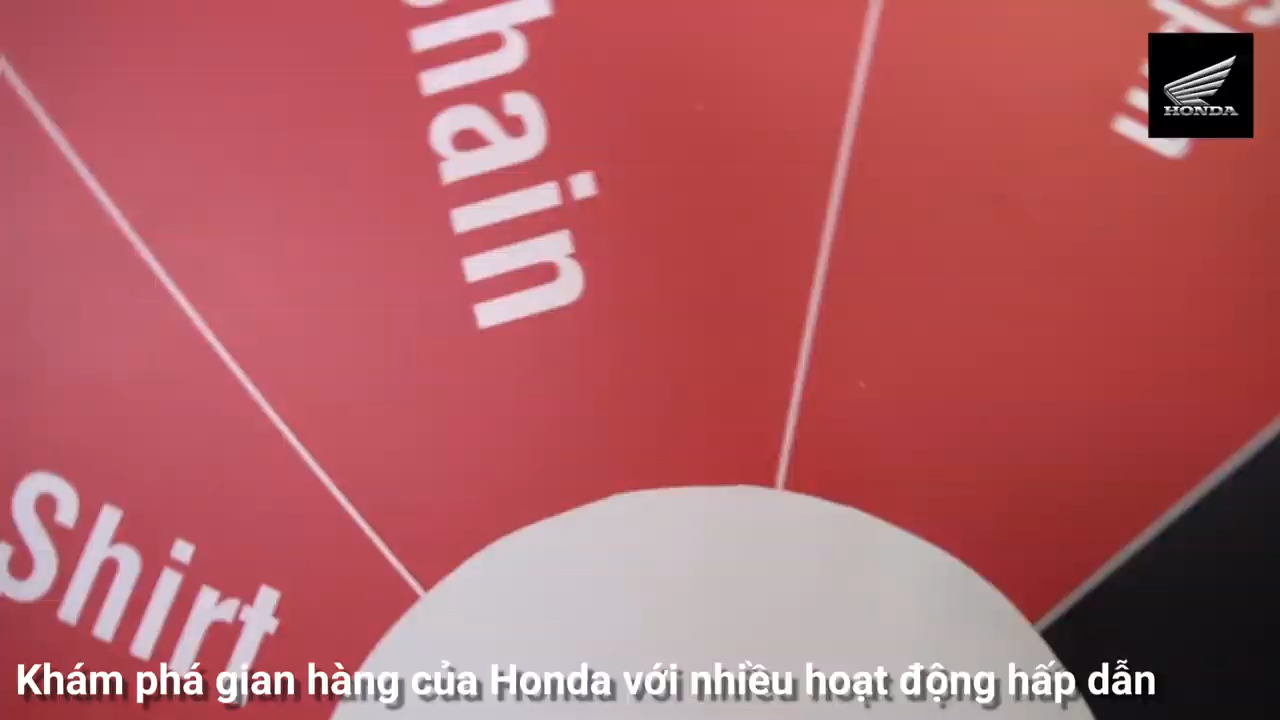 hain
HONDA
Shirt
Khám phá gian hàng của Honda với nhiều hoạt động hấp dẫn